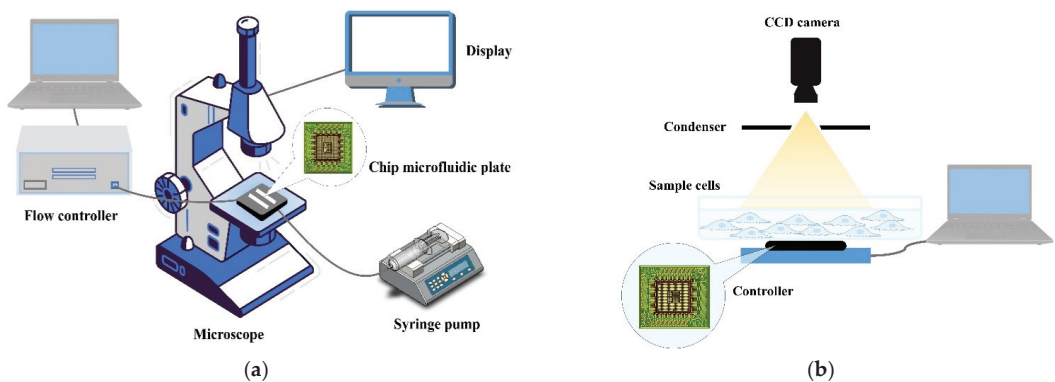 Display
Chip microfluidic plate
Flow controller
Syringe pump
Microscope
(a)
CCD camera
Condenser
Sample cells
Controller
(b)